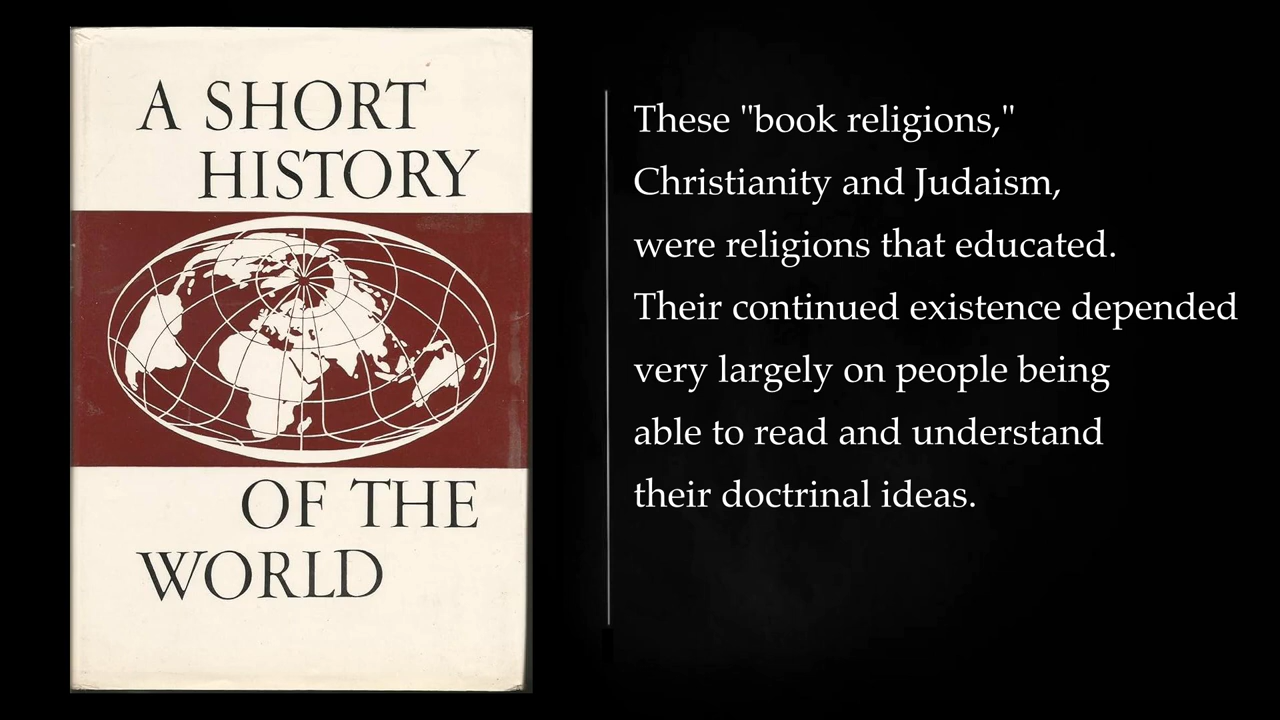 A SHORT
HISTORY
OF THE
WORLD
These "book religions,"
Christianity and Judaism,
were religions that educated.
Their continued existence depended
very largely on people being
able to read and understand
their doctrinal ideas.